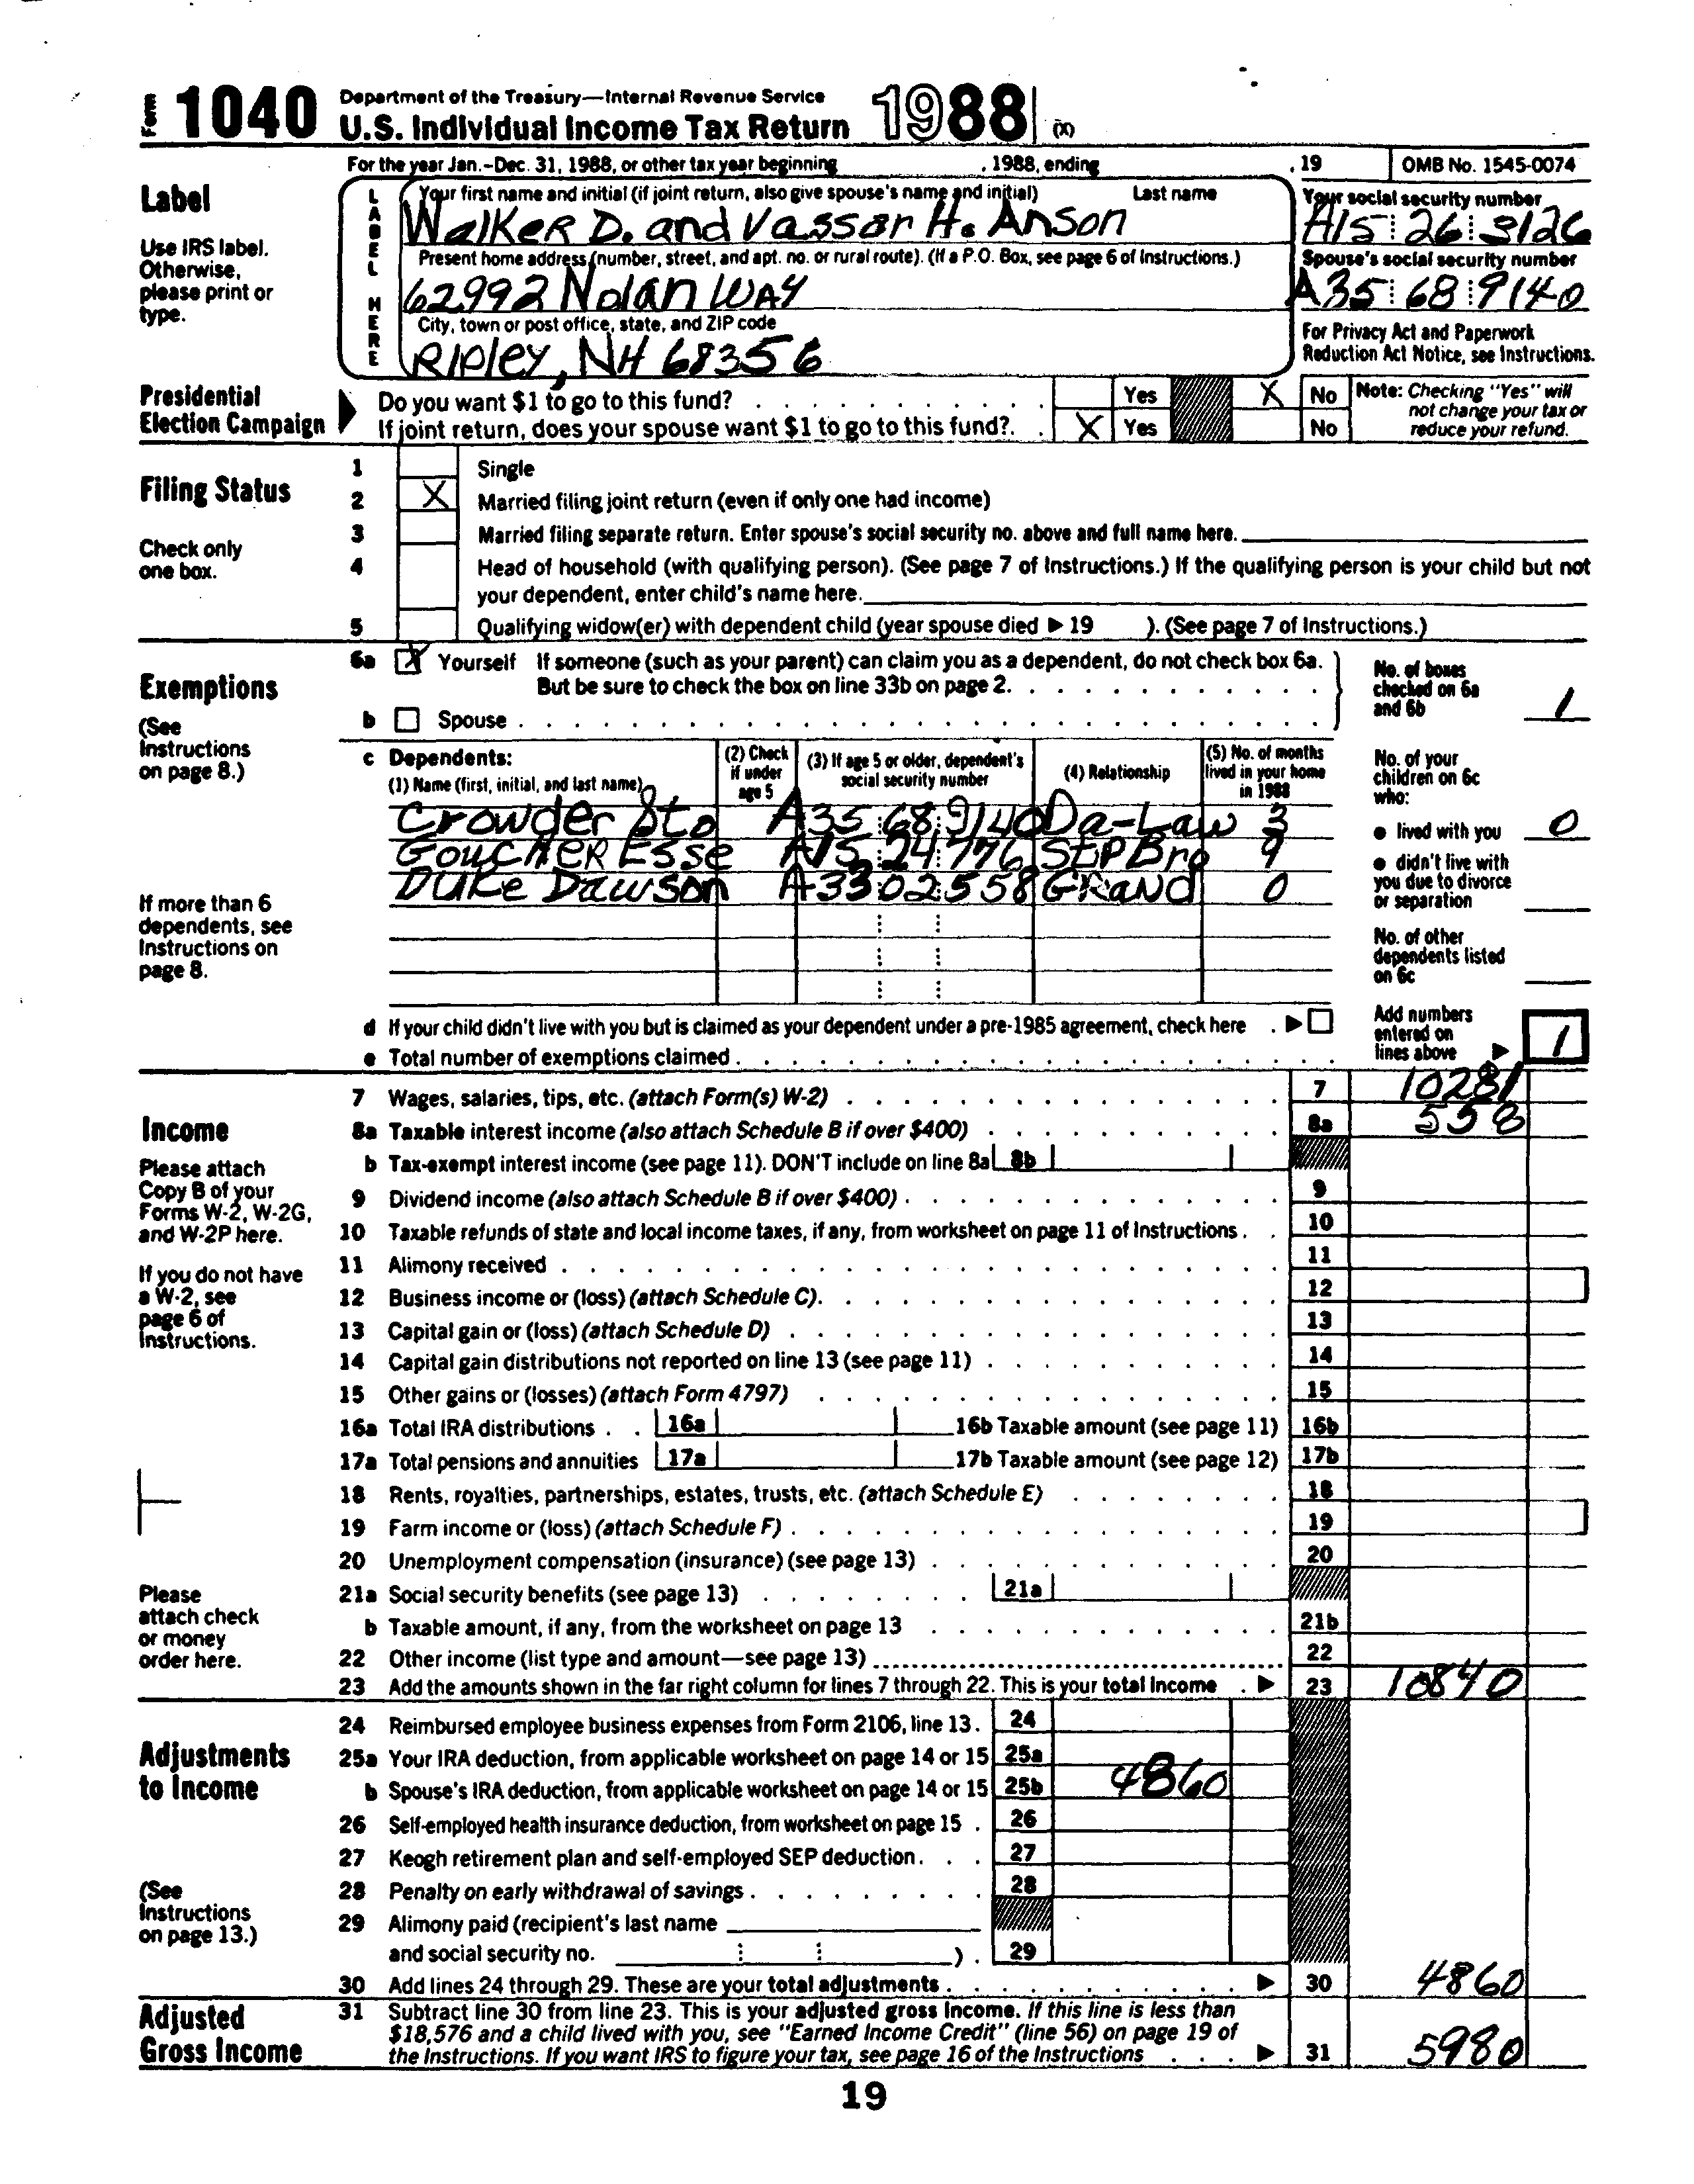 Form 1040 Department of the Treasury—Internal Revenue Service
U.S. Individual Income Tax Return 1988 (X)
For the year Jan.-Dec. 31, 1988, or other tax year beginning , 1988, ending , 19 OMB No. 1545-0074
Label
Use IRS label. Otherwise, please print or type.
LABEL HERE
Your first name and initial (if joint return, also give spouse's name and initial) Last name
Walker D. and Vassar H. Anson
Your social security number
A15 26 3126
Present home address (number, street, and apt. no. or rural route). (If a P.O. Box, see page 6 of Instructions.)
62992 Nolan Way
Spouse's social security number
A35 68 9140
City, town or post office, state, and ZIP code
Ripley, NH 68356
For Privacy Act and Paperwork Reduction Act Notice, see Instructions.
Presidential Election Campaign
Do you want $1 to go to this fund? Yes X No
If joint return, does your spouse want $1 to go to this fund? X Yes No
Note: Checking "Yes" will not change your tax or reduce your refund.
Filing Status
Check only one box.
1 Single
2 X Married filing joint return (even if only one had income)
3 Married filing separate return. Enter spouse's social security no. above and full name here.
4 Head of household (with qualifying person). (See page 7 of Instructions.) If the qualifying person is your child but not
your dependent, enter child's name here.
5 Qualifying widow(er) with dependent child (year spouse died ▶ 19 ). (See page 7 of Instructions.)
Exemptions
(See Instructions on page 8.)
6a X Yourself If someone (such as your parent) can claim you as a dependent, do not check box 6a.
But be sure to check the box on line 33b on page 2.
b Spouse
No. of boxes checked on 6a and 6b 1
c Dependents:
(1) Name (first, initial, and last name) (2) Check if under age 5 (3) If age 5 or older, dependent's social security number (4) Relationship (5) No. of months lived in your home in 1988
Crowder Sto A35 68 9140 Da-Law 3
Goucher Esse A15 24 776 StpBro 9
Duke Dawson A33 02 558 Grand 0
No. of your children on 6c who:
● lived with you 0
● didn't live with you due to divorce or separation
No. of other dependents listed on 6c
If more than 6 dependents, see Instructions on page 8.
d If your child didn't live with you but is claimed as your dependent under a pre-1985 agreement, check here ▶
e Total number of exemptions claimed
Add numbers entered on lines above ▶ 1
Income
Please attach Copy B of your Forms W-2, W-2G, and W-2P here.
If you do not have a W-2, see page 6 of Instructions.
Please attach check or money order here.
7 Wages, salaries, tips, etc. (attach Form(s) W-2) 7 10281
8a Taxable interest income (also attach Schedule B if over $400) 8a 558
b Tax-exempt interest income (see page 11). DON'T include on line 8a 8b
9 Dividend income (also attach Schedule B if over $400) 9
10 Taxable refunds of state and local income taxes, if any, from worksheet on page 11 of Instructions 10
11 Alimony received 11
12 Business income or (loss) (attach Schedule C) 12
13 Capital gain or (loss) (attach Schedule D) 13
14 Capital gain distributions not reported on line 13 (see page 11) 14
15 Other gains or (losses) (attach Form 4797) 15
16a Total IRA distributions 16a 16b Taxable amount (see page 11) 16b
17a Total pensions and annuities 17a 17b Taxable amount (see page 12) 17b
18 Rents, royalties, partnerships, estates, trusts, etc. (attach Schedule E) 18
19 Farm income or (loss) (attach Schedule F) 19
20 Unemployment compensation (insurance) (see page 13) 20
21a Social security benefits (see page 13) 21a
b Taxable amount, if any, from the worksheet on page 13 21b
22 Other income (list type and amount—see page 13) 22
23 Add the amounts shown in the far right column for lines 7 through 22. This is your total income ▶ 23 10840
Adjustments to Income
(See Instructions on page 13.)
24 Reimbursed employee business expenses from Form 2106, line 13. 24
25a Your IRA deduction, from applicable worksheet on page 14 or 15 25a
b Spouse's IRA deduction, from applicable worksheet on page 14 or 15 25b 4860
26 Self-employed health insurance deduction, from worksheet on page 15 26
27 Keogh retirement plan and self-employed SEP deduction 27
28 Penalty on early withdrawal of savings 28
29 Alimony paid (recipient's last name
and social security no. ) 29
30 Add lines 24 through 29. These are your total adjustments ▶ 30 4860
Adjusted Gross Income
31 Subtract line 30 from line 23. This is your adjusted gross income. If this line is less than
$18,576 and a child lived with you, see "Earned Income Credit" (line 56) on page 19 of
the Instructions. If you want IRS to figure your tax, see page 16 of the Instructions ▶ 31 5980
19